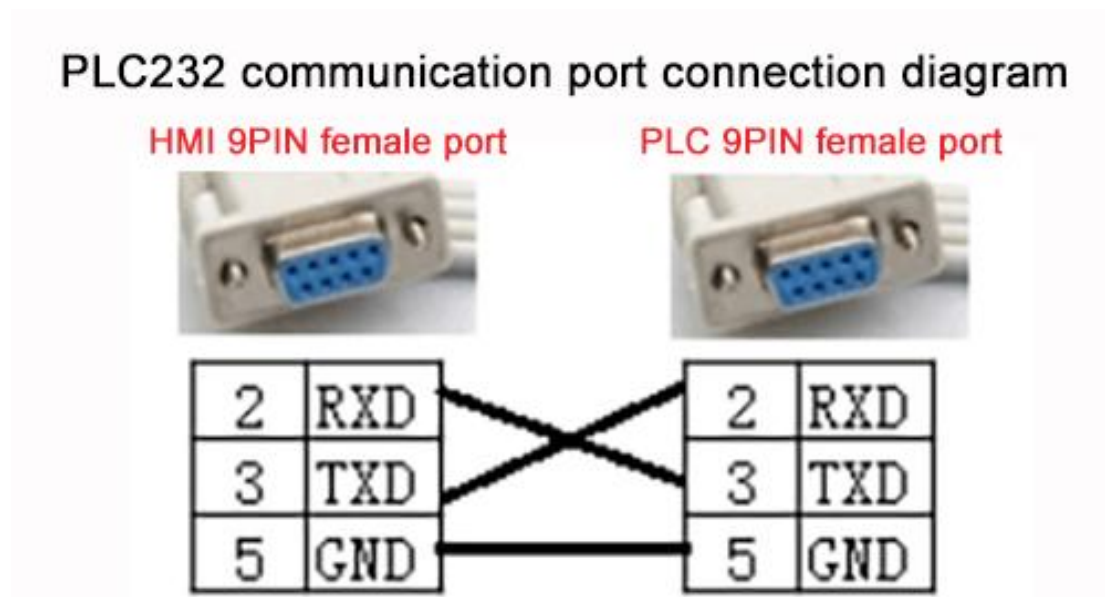 PLC232 communication port connection diagram
HMI 9PIN female port PLC 9PIN female port
2 RXD 2 RXD
3 TXD 3 TXD
5 GND 5 GND